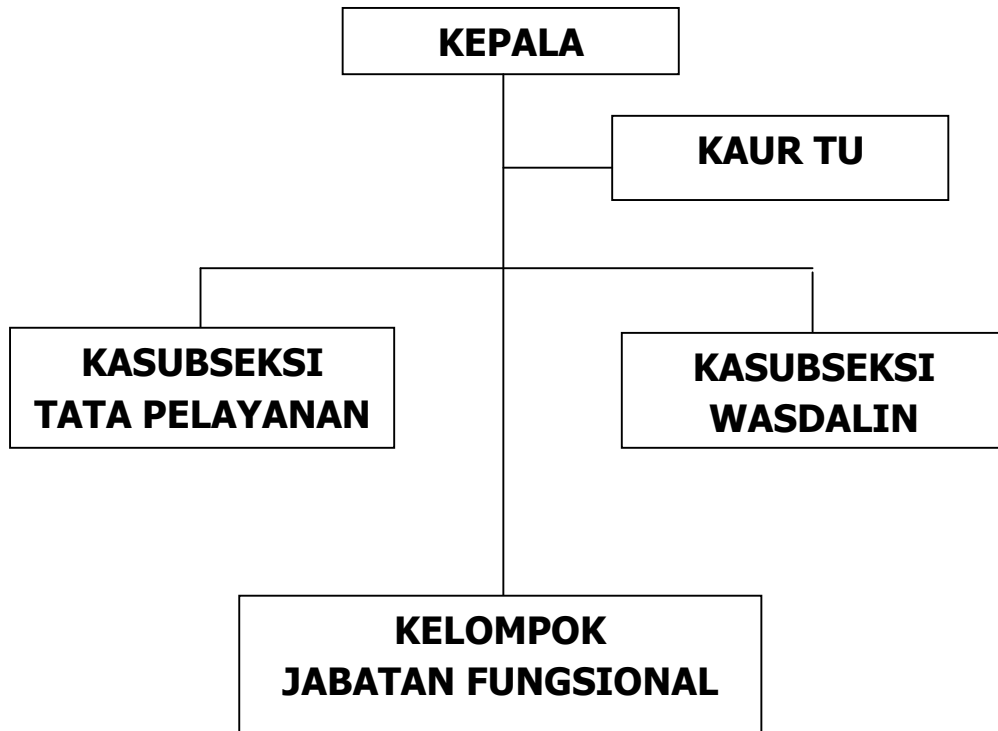 KEPALA
KAUR TU
KASUBSEKSI
TATA PELAYANAN
KASUBSEKSI
WASDALIN
KELOMPOK
JABATAN FUNGSIONAL